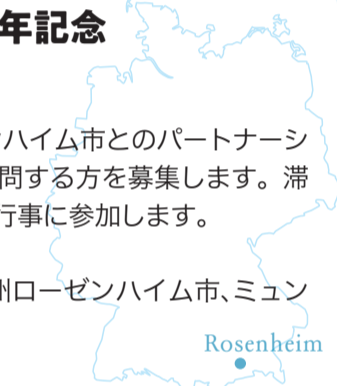 年記念
ハイム市とのパートナーシ
問する方を募集します。滞
行事に参加します。
州ローゼンハイム市、ミュン
Rosenheim